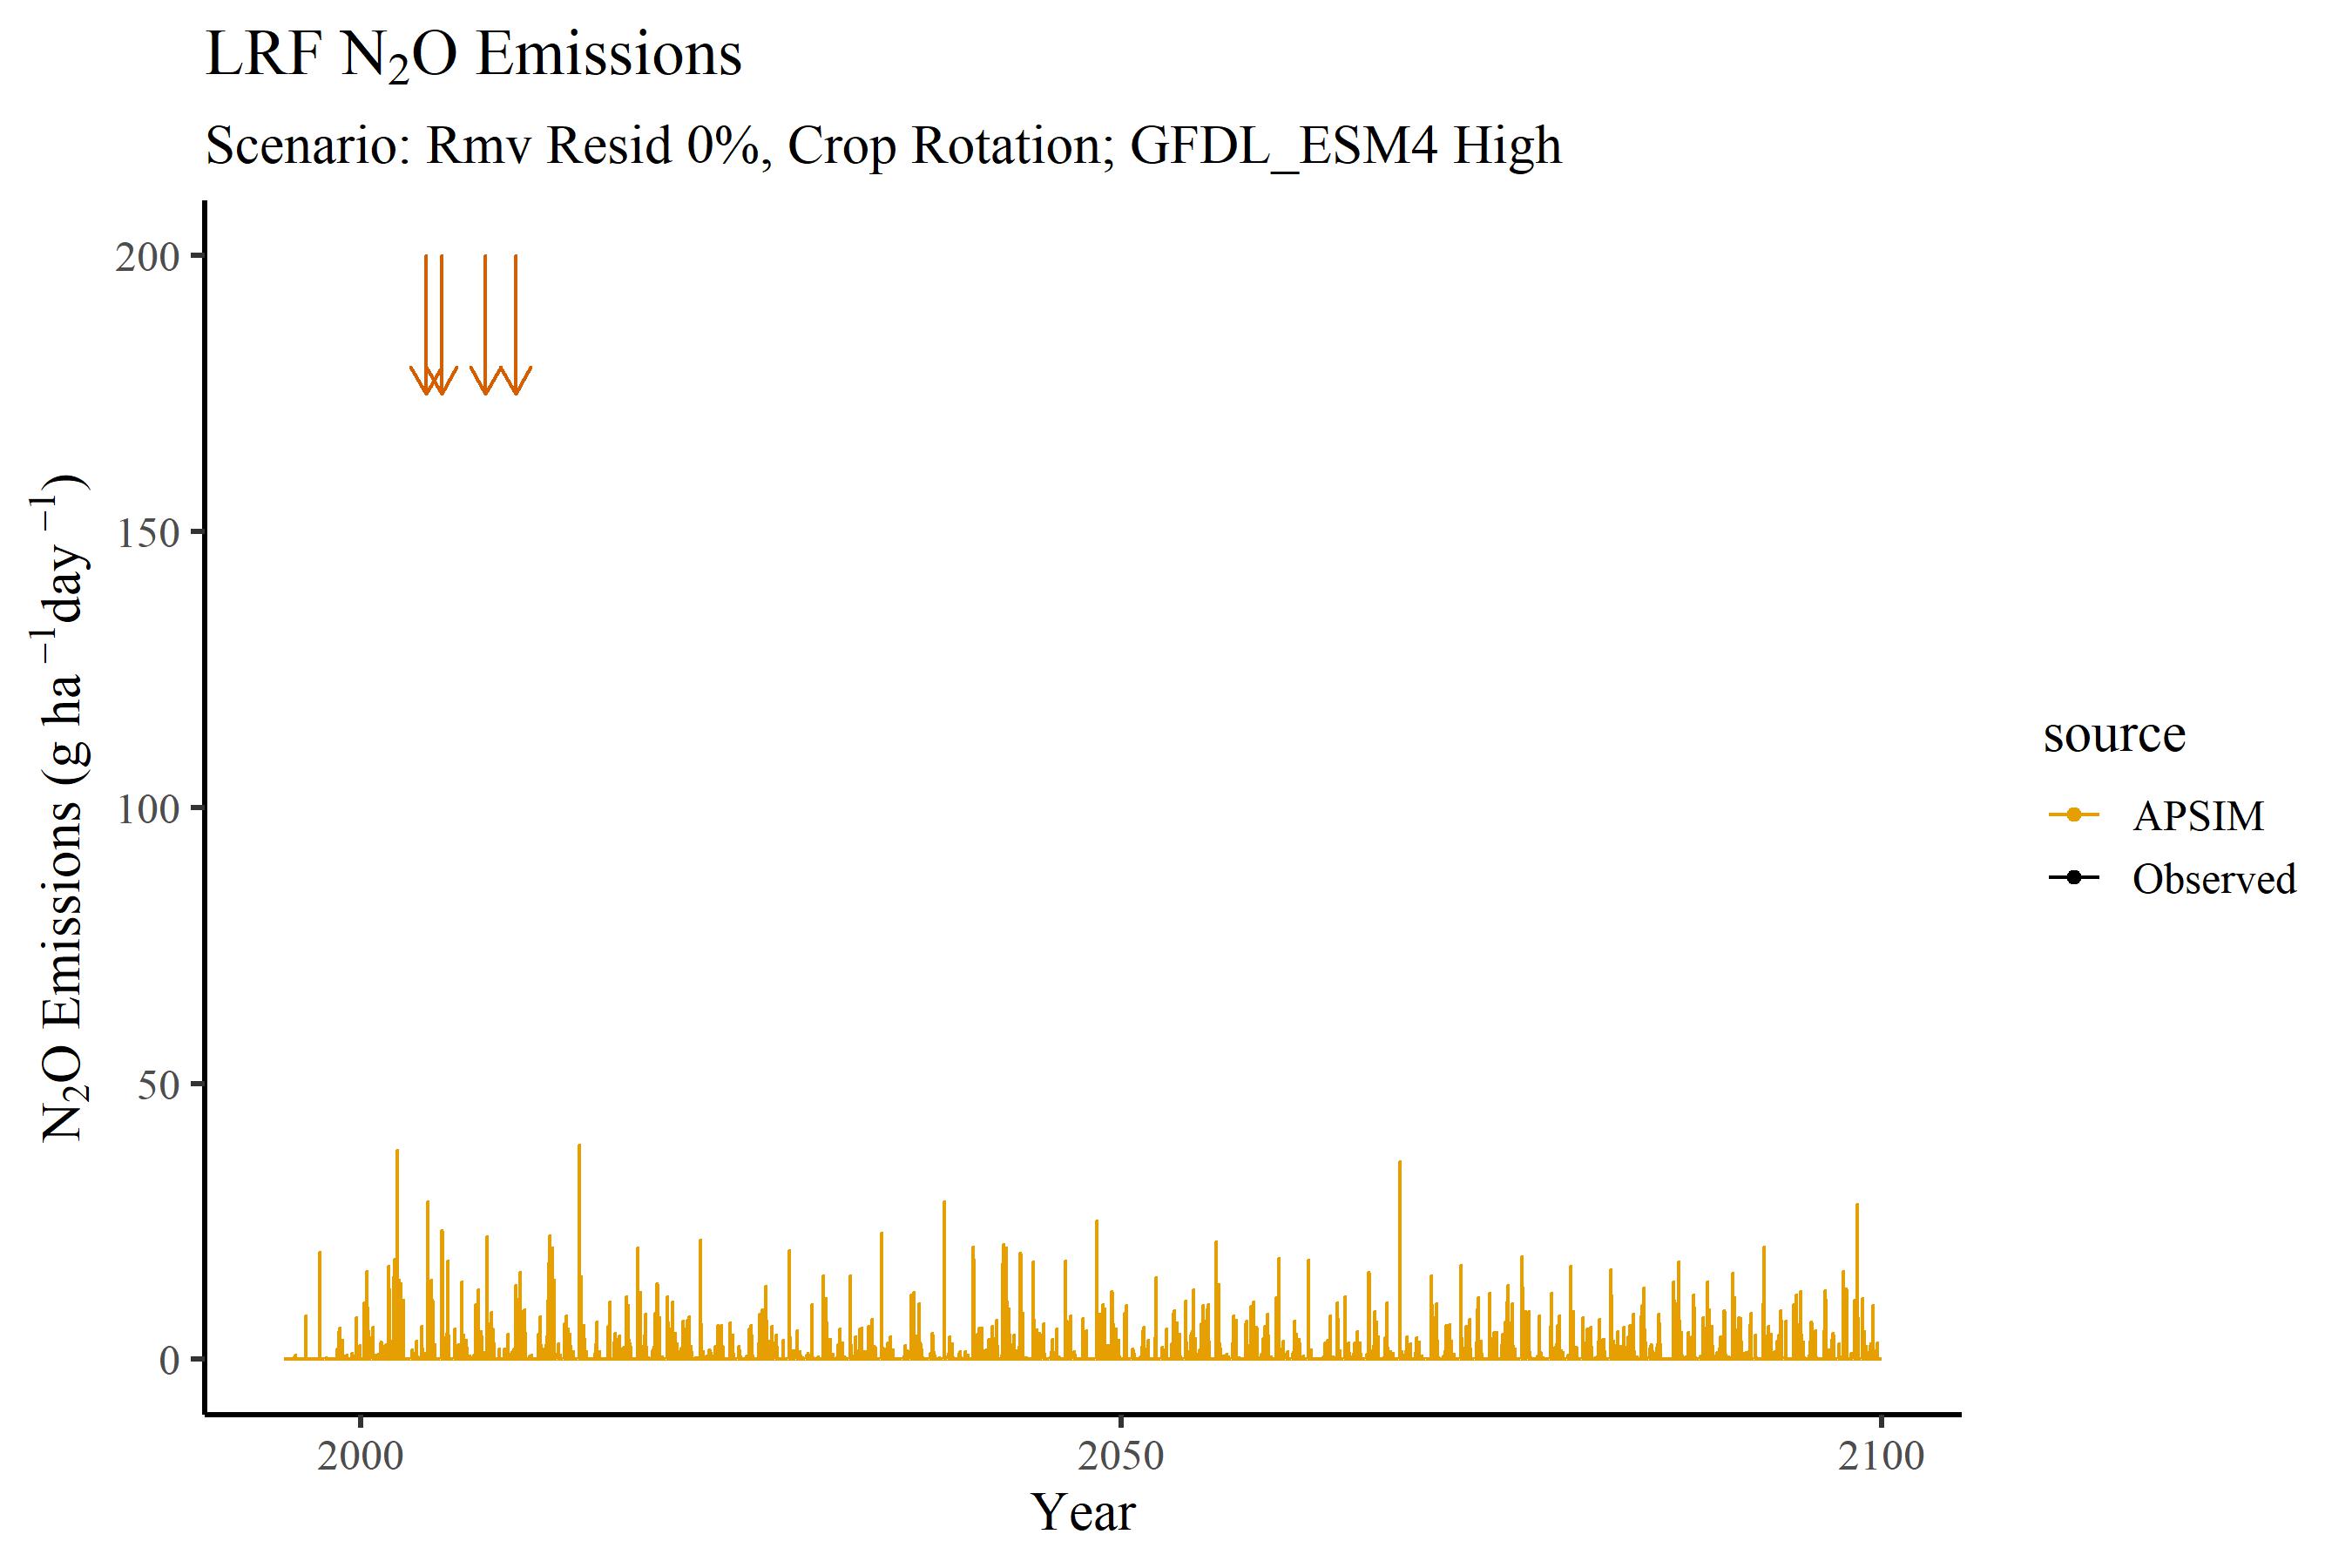 LRF N₂O Emissions
Scenario: Rmv Resid 0%, Crop Rotation; GFDL_ESM4 High
N₂O Emissions (g ha ⁻¹day ⁻¹)
200
150
100
50
0
2000 2050 2100
Year
source
APSIM
Observed